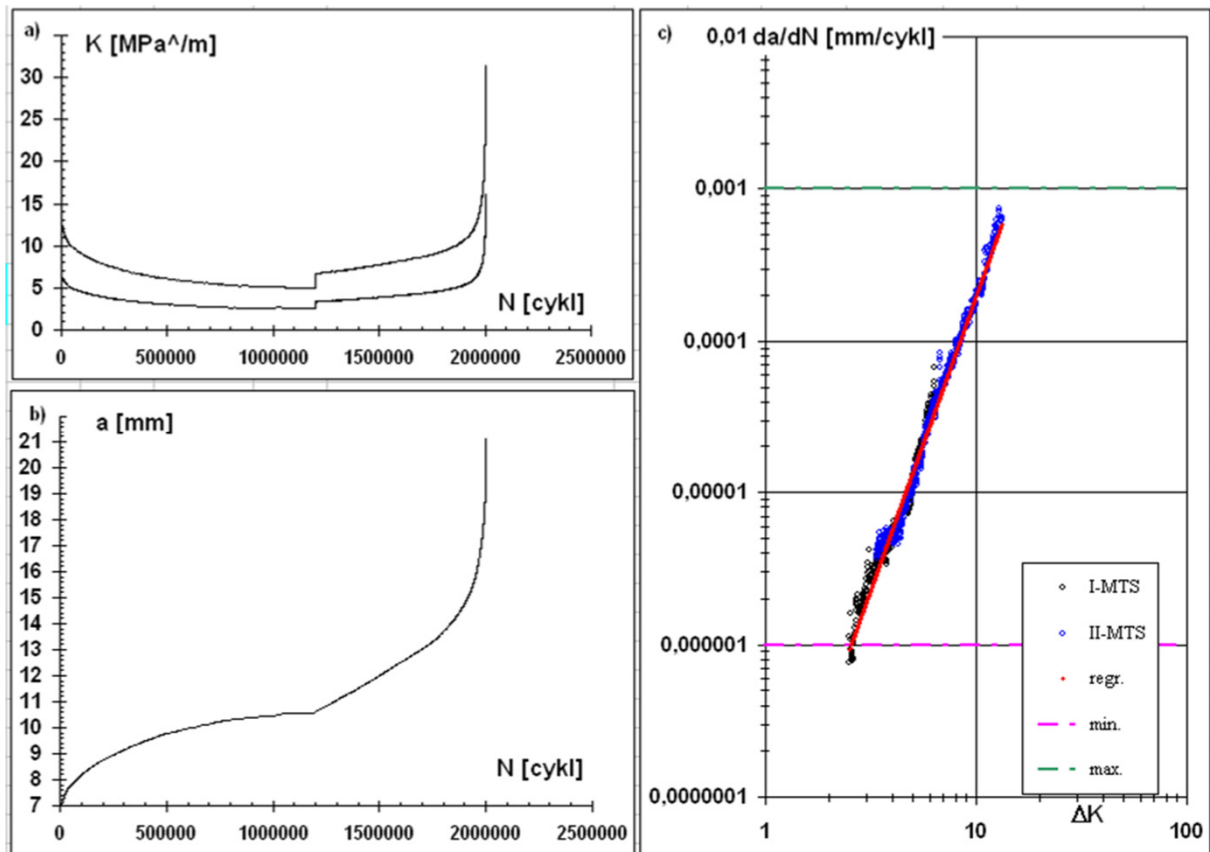 a)
K [MPa^/m]
30
25
20
15
10
5
0
N [cykl]
0 500000 1000000 1500000 2000000 2500000
b)
a [mm]
21
20
19
18
17
16
15
14
13
12
11
10
9
8
7
N [cykl]
0 500000 1000000 1500000 2000000 2500000
c)
0,01 da/dN [mm/cykl]
0,001
0,0001
0,00001
0,000001
0,0000001
I-MTS
II-MTS
regr.
min.
max.
1 10 ΔK 100